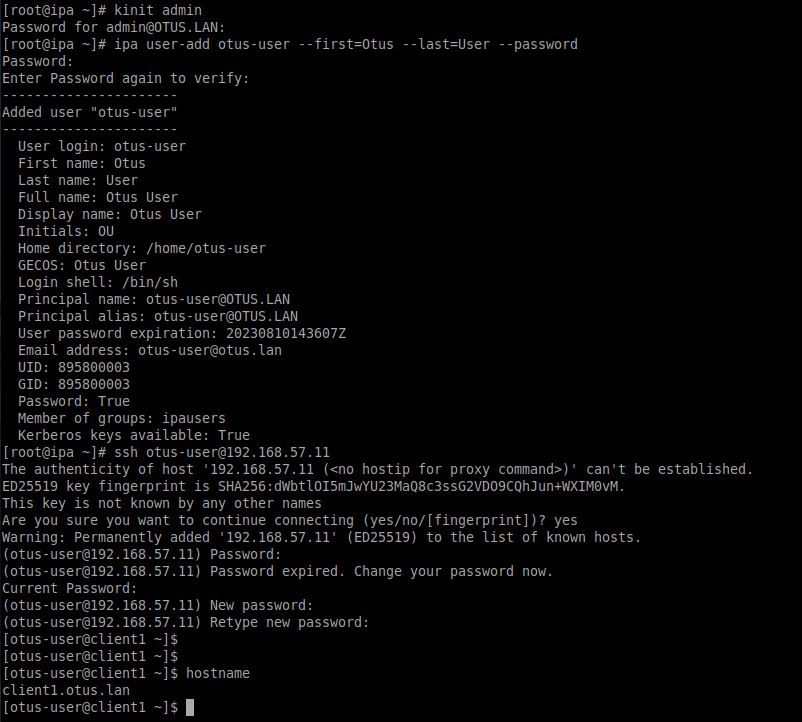 [root@ipa ~]# kinit admin
Password for admin@OTUS.LAN:
[root@ipa ~]# ipa user-add otus-user --first=Otus --last=User --password
Password:
Enter Password again to verify:
----------------------
Added user "otus-user"
----------------------
  User login: otus-user
  First name: Otus
  Last name: User
  Full name: Otus User
  Display name: Otus User
  Initials: OU
  Home directory: /home/otus-user
  GECOS: Otus User
  Login shell: /bin/sh
  Principal name: otus-user@OTUS.LAN
  Principal alias: otus-user@OTUS.LAN
  User password expiration: 20230810143607Z
  Email address: otus-user@otus.lan
  UID: 895800003
  GID: 895800003
  Password: True
  Member of groups: ipausers
  Kerberos keys available: True
[root@ipa ~]# ssh otus-user@192.168.57.11
The authenticity of host '192.168.57.11 (<no hostip for proxy command>)' can't be established.
ED25519 key fingerprint is SHA256:dWbtlOI5mJwYU23MaQ8c3ssG2VDO9CQhJun+WXIM0vM.
This key is not known by any other names
Are you sure you want to continue connecting (yes/no/[fingerprint])? yes
Warning: Permanently added '192.168.57.11' (ED25519) to the list of known hosts.
(otus-user@192.168.57.11) Password:
(otus-user@192.168.57.11) Password expired. Change your password now.
Current Password:
(otus-user@192.168.57.11) New password:
(otus-user@192.168.57.11) Retype new password:
[otus-user@client1 ~]$
[otus-user@client1 ~]$
[otus-user@client1 ~]$ hostname
client1.otus.lan
[otus-user@client1 ~]$